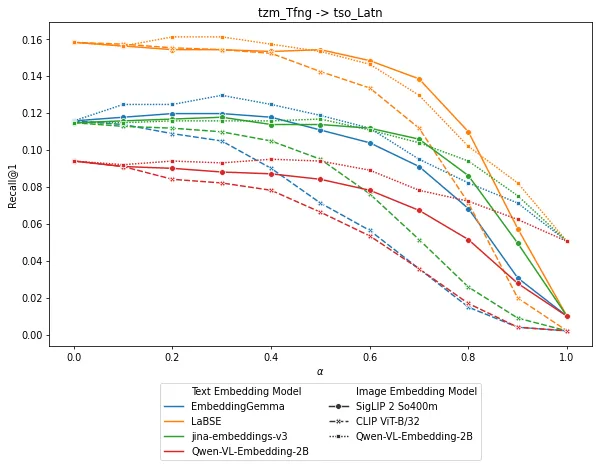 tzm_Tfng -> tso_Latn
Recall@1
0.16
0.14
0.12
0.10
0.08
0.06
0.04
0.02
0.00
0.0 0.2 0.4 0.6 0.8 1.0
α
Text Embedding Model
EmbeddingGemma
LaBSE
jina-embeddings-v3
Qwen-VL-Embedding-2B
Image Embedding Model
SigLIP 2 So400m
CLIP ViT-B/32
Qwen-VL-Embedding-2B